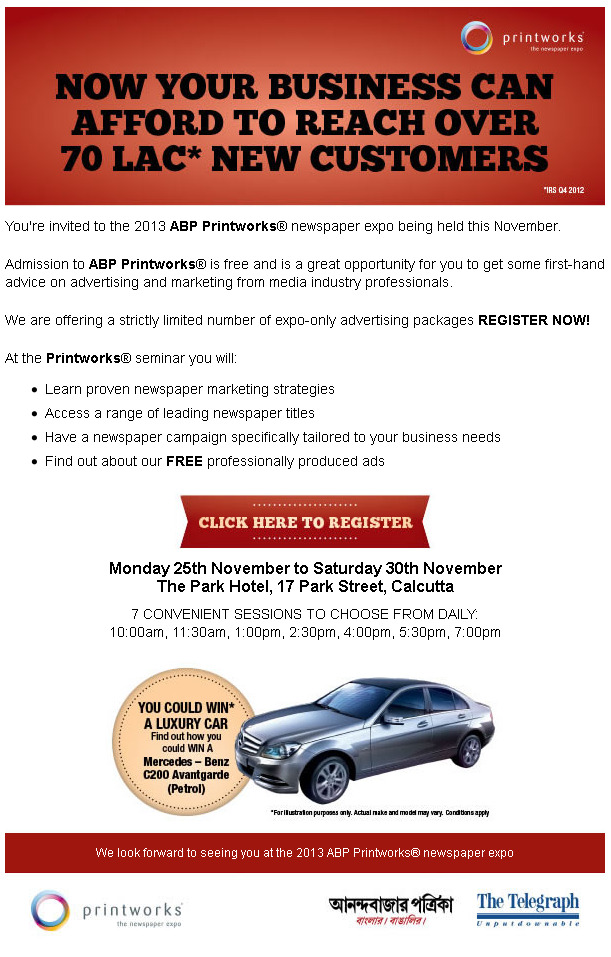 printworks
the newspaper expo
NOW YOUR BUSINESS CAN
AFFORD TO REACH OVER
70 LAC* NEW CUSTOMERS
*IRS Q4 2012
You're invited to the 2013 ABP Printworks® newspaper expo being held this November.
Admission to ABP Printworks® is free and is a great opportunity for you to get some first-hand
advice on advertising and marketing from media industry professionals.
We are offering a strictly limited number of expo-only advertising packages REGISTER NOW!
At the Printworks® seminar you will:
• Learn proven newspaper marketing strategies
• Access a range of leading newspaper titles
• Have a newspaper campaign specifically tailored to your business needs
• Find out about our FREE professionally produced ads
CLICK HERE TO REGISTER
Monday 25th November to Saturday 30th November
The Park Hotel, 17 Park Street, Calcutta
7 CONVENIENT SESSIONS TO CHOOSE FROM DAILY:
10:00am, 11:30am, 1:00pm, 2:30pm, 4:00pm, 5:30pm, 7:00pm
YOU COULD WIN*
A LUXURY CAR
Find out how you
could WIN A
Mercedes – Benz
C200 Avantgarde
(Petrol)
*For illustration purposes only. Actual make and model may vary. Conditions apply
We look forward to seeing you at the 2013 ABP Printworks® newspaper expo
printworks®
the newspaper expo
আনন্দবাজার পত্রিকা
বাংলার। বাঙালির।
The Telegraph
Unputdownable